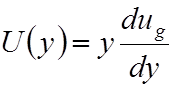 U(y) = y du_g/dy